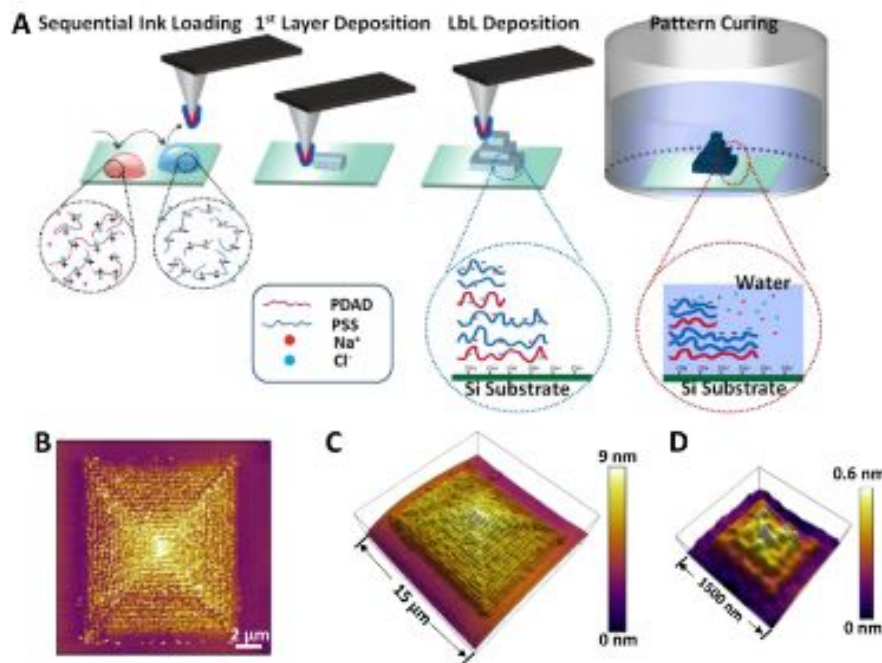 A Sequential Ink Loading 1st Layer Deposition LbL Deposition Pattern Curing
PDAD
PSS
Na⁺
Cl⁻
Si Substrate
Water
Si Substrate
B
2 μm
C
15 μm
9 nm
0 nm
D
1500 nm
0.6 nm
0 nm